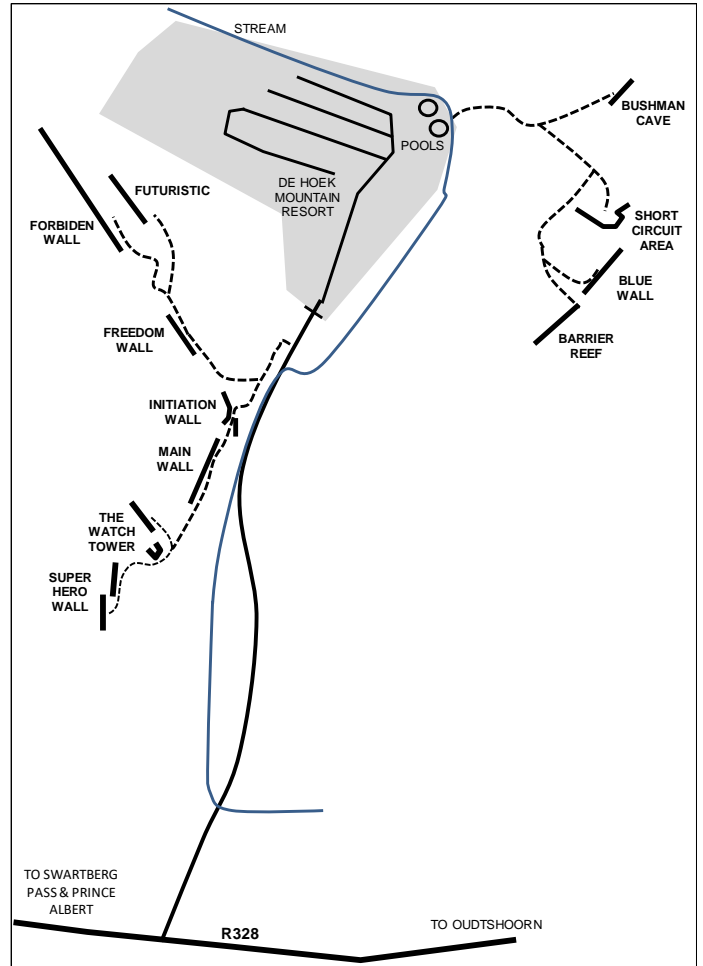 STREAM
BUSHMAN
CAVE
POOLS
FUTURISTIC
DE HOEK
MOUNTAIN
RESORT
FORBIDEN
WALL
SHORT
CIRCUIT
AREA
BLUE
WALL
FREEDOM
WALL
BARRIER
REEF
INITIATION
WALL
MAIN
WALL
THE
WATCH
TOWER
SUPER
HERO
WALL
TO SWARTBERG
PASS & PRINCE
ALBERT
R328
TO OUDTSHOORN